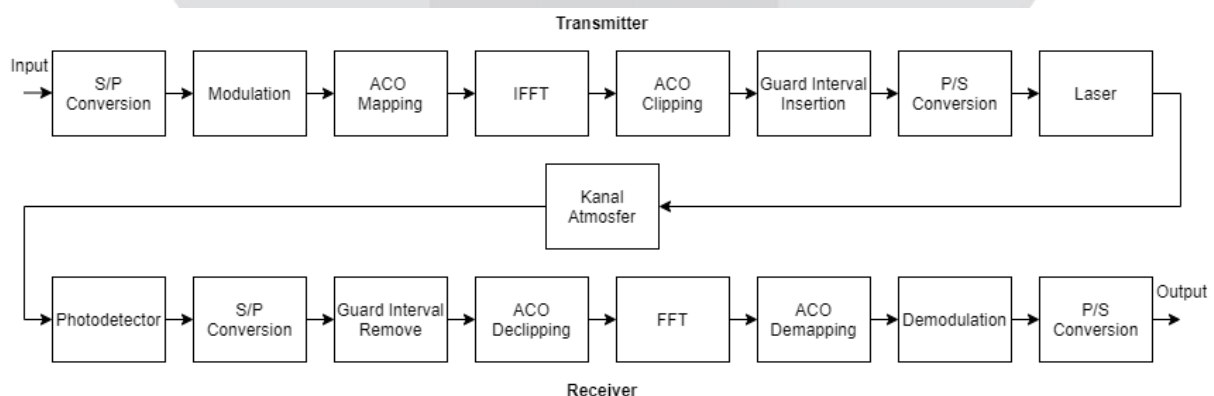 Transmitter
Input
S/P
Conversion
Modulation
ACO
Mapping
IFFT
ACO
Clipping
Guard Interval
Insertion
P/S
Conversion
Laser
Kanal
Atmosfer
Photodetector
S/P
Conversion
Guard Interval
Remove
ACO
Declipping
FFT
ACO
Demapping
Demodulation
P/S
Conversion
Output
Receiver